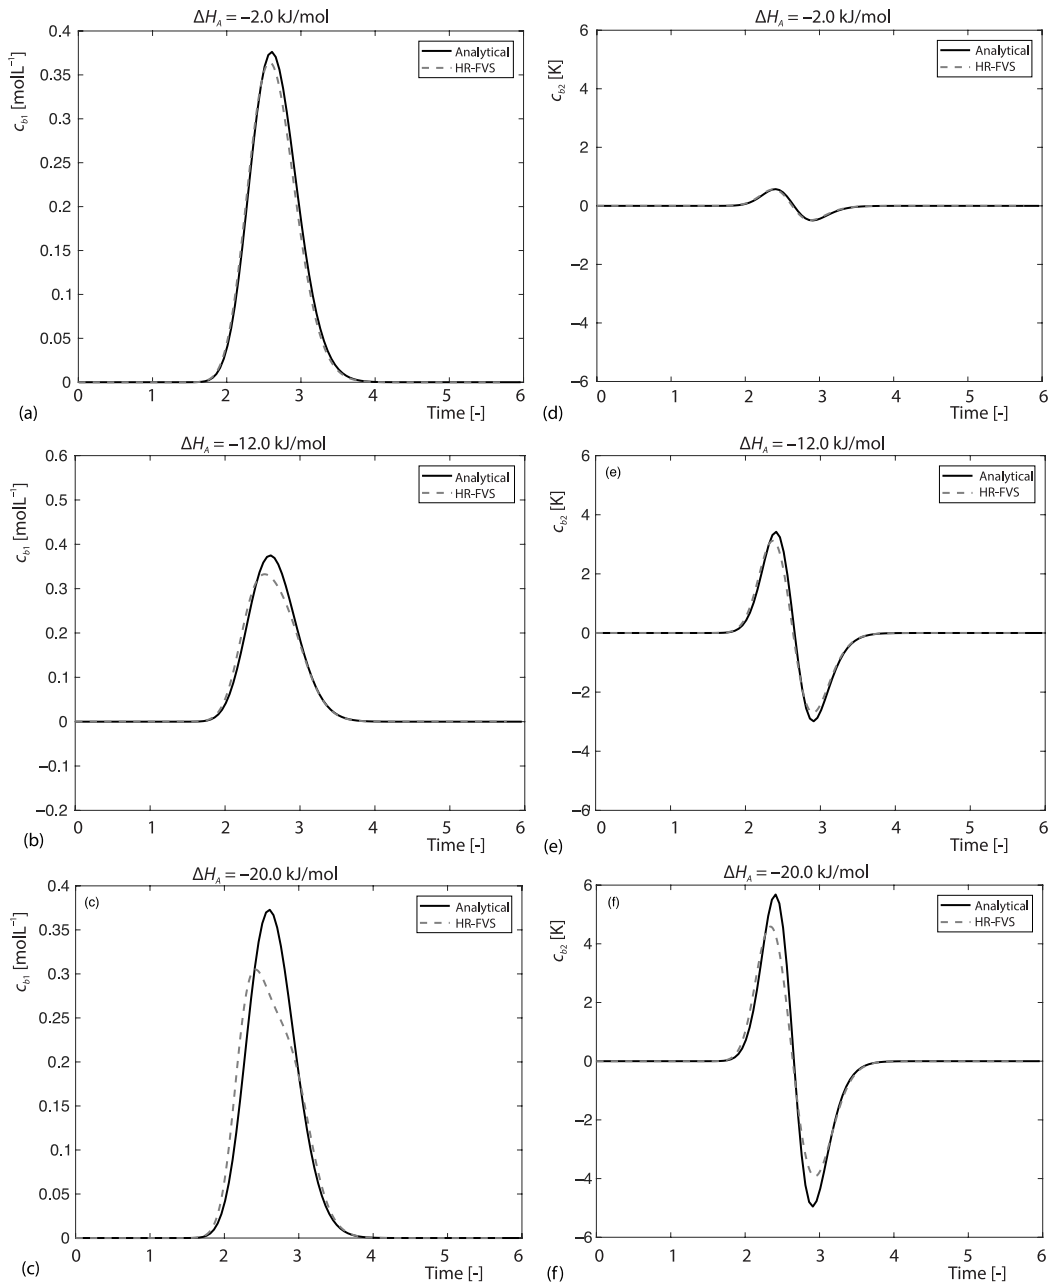 ΔH_A = –2.0 kJ/mol
c_b1 [molL⁻¹]
0.4
0.35
0.3
0.25
0.2
0.15
0.1
0.05
0
Analytical
HR-FVS
0 1 2 3 4 5 6
Time [-]
(a)
ΔH_A = –2.0 kJ/mol
c_b2 [K]
6
4
2
0
–2
–4
–6
Analytical
HR-FVS
0 1 2 3 4 5 6
Time [-]
(d)
ΔH_A = –12.0 kJ/mol
c_b1 [molL⁻¹]
0.6
0.5
0.4
0.3
0.2
0.1
0
–0.1
–0.2
Analytical
HR-FVS
0 1 2 3 4 5 6
Time [-]
(b)
ΔH_A = –12.0 kJ/mol
(e)
c_b2 [K]
6
4
2
0
–2
–4
–6
Analytical
HR-FVS
0 1 2 3 4 5 6
Time [-]
(e)
ΔH_A = –20.0 kJ/mol
(c)
c_b1 [molL⁻¹]
0.4
0.35
0.3
0.25
0.2
0.15
0.1
0.05
0
Analytical
HR-FVS
0 1 2 3 4 5 6
Time [-]
(c)
ΔH_A = –20.0 kJ/mol
(f)
c_b2 [K]
6
4
2
0
–2
–4
–6
Analytical
HR-FVS
0 1 2 3 4 5 6
Time [-]
(f)